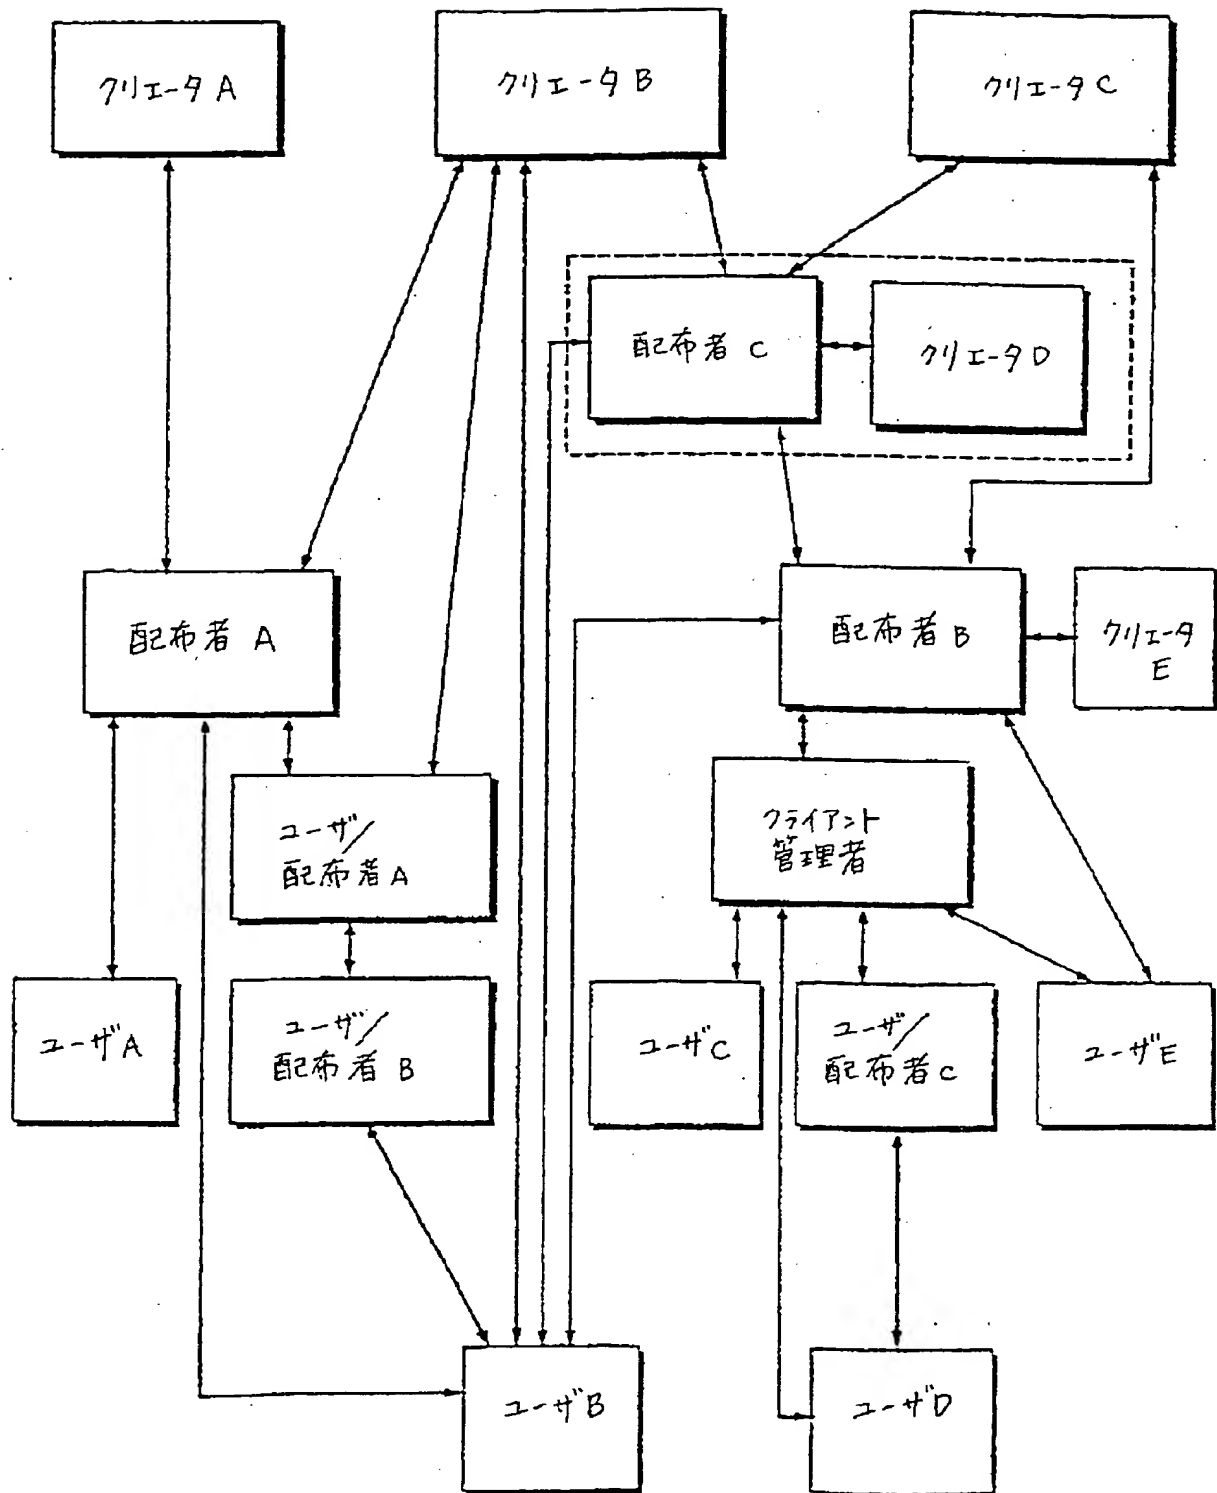 クリエータ A
クリエータ B
クリエータ C
配布者 C
クリエータ D
配布者 A
配布者 B
クリエータ
E
ユーザ/
配布者 A
クライアント
管理者
ユーザ A
ユーザ/
配布者 B
ユーザ C
ユーザ/
配布者 C
ユーザ E
ユーザ B
ユーザ D